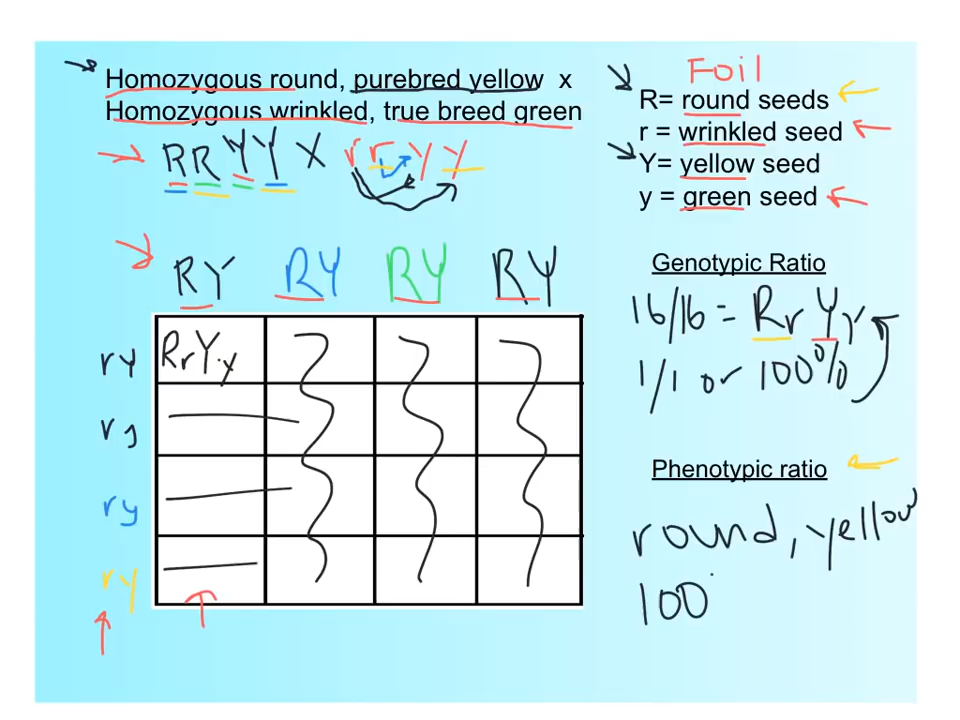 Homozygous round, purebred yellow x
Homozygous wrinkled, true breed green
RRYY X rryy
Foil
R= round seeds
r = wrinkled seed
Y= yellow seed
y = green seed
RY RY RY RY
ry RrYy
ry
ry
ry
Genotypic Ratio
16/16 = RrYy
1/1 or 100%
Phenotypic ratio
round, yellow
100